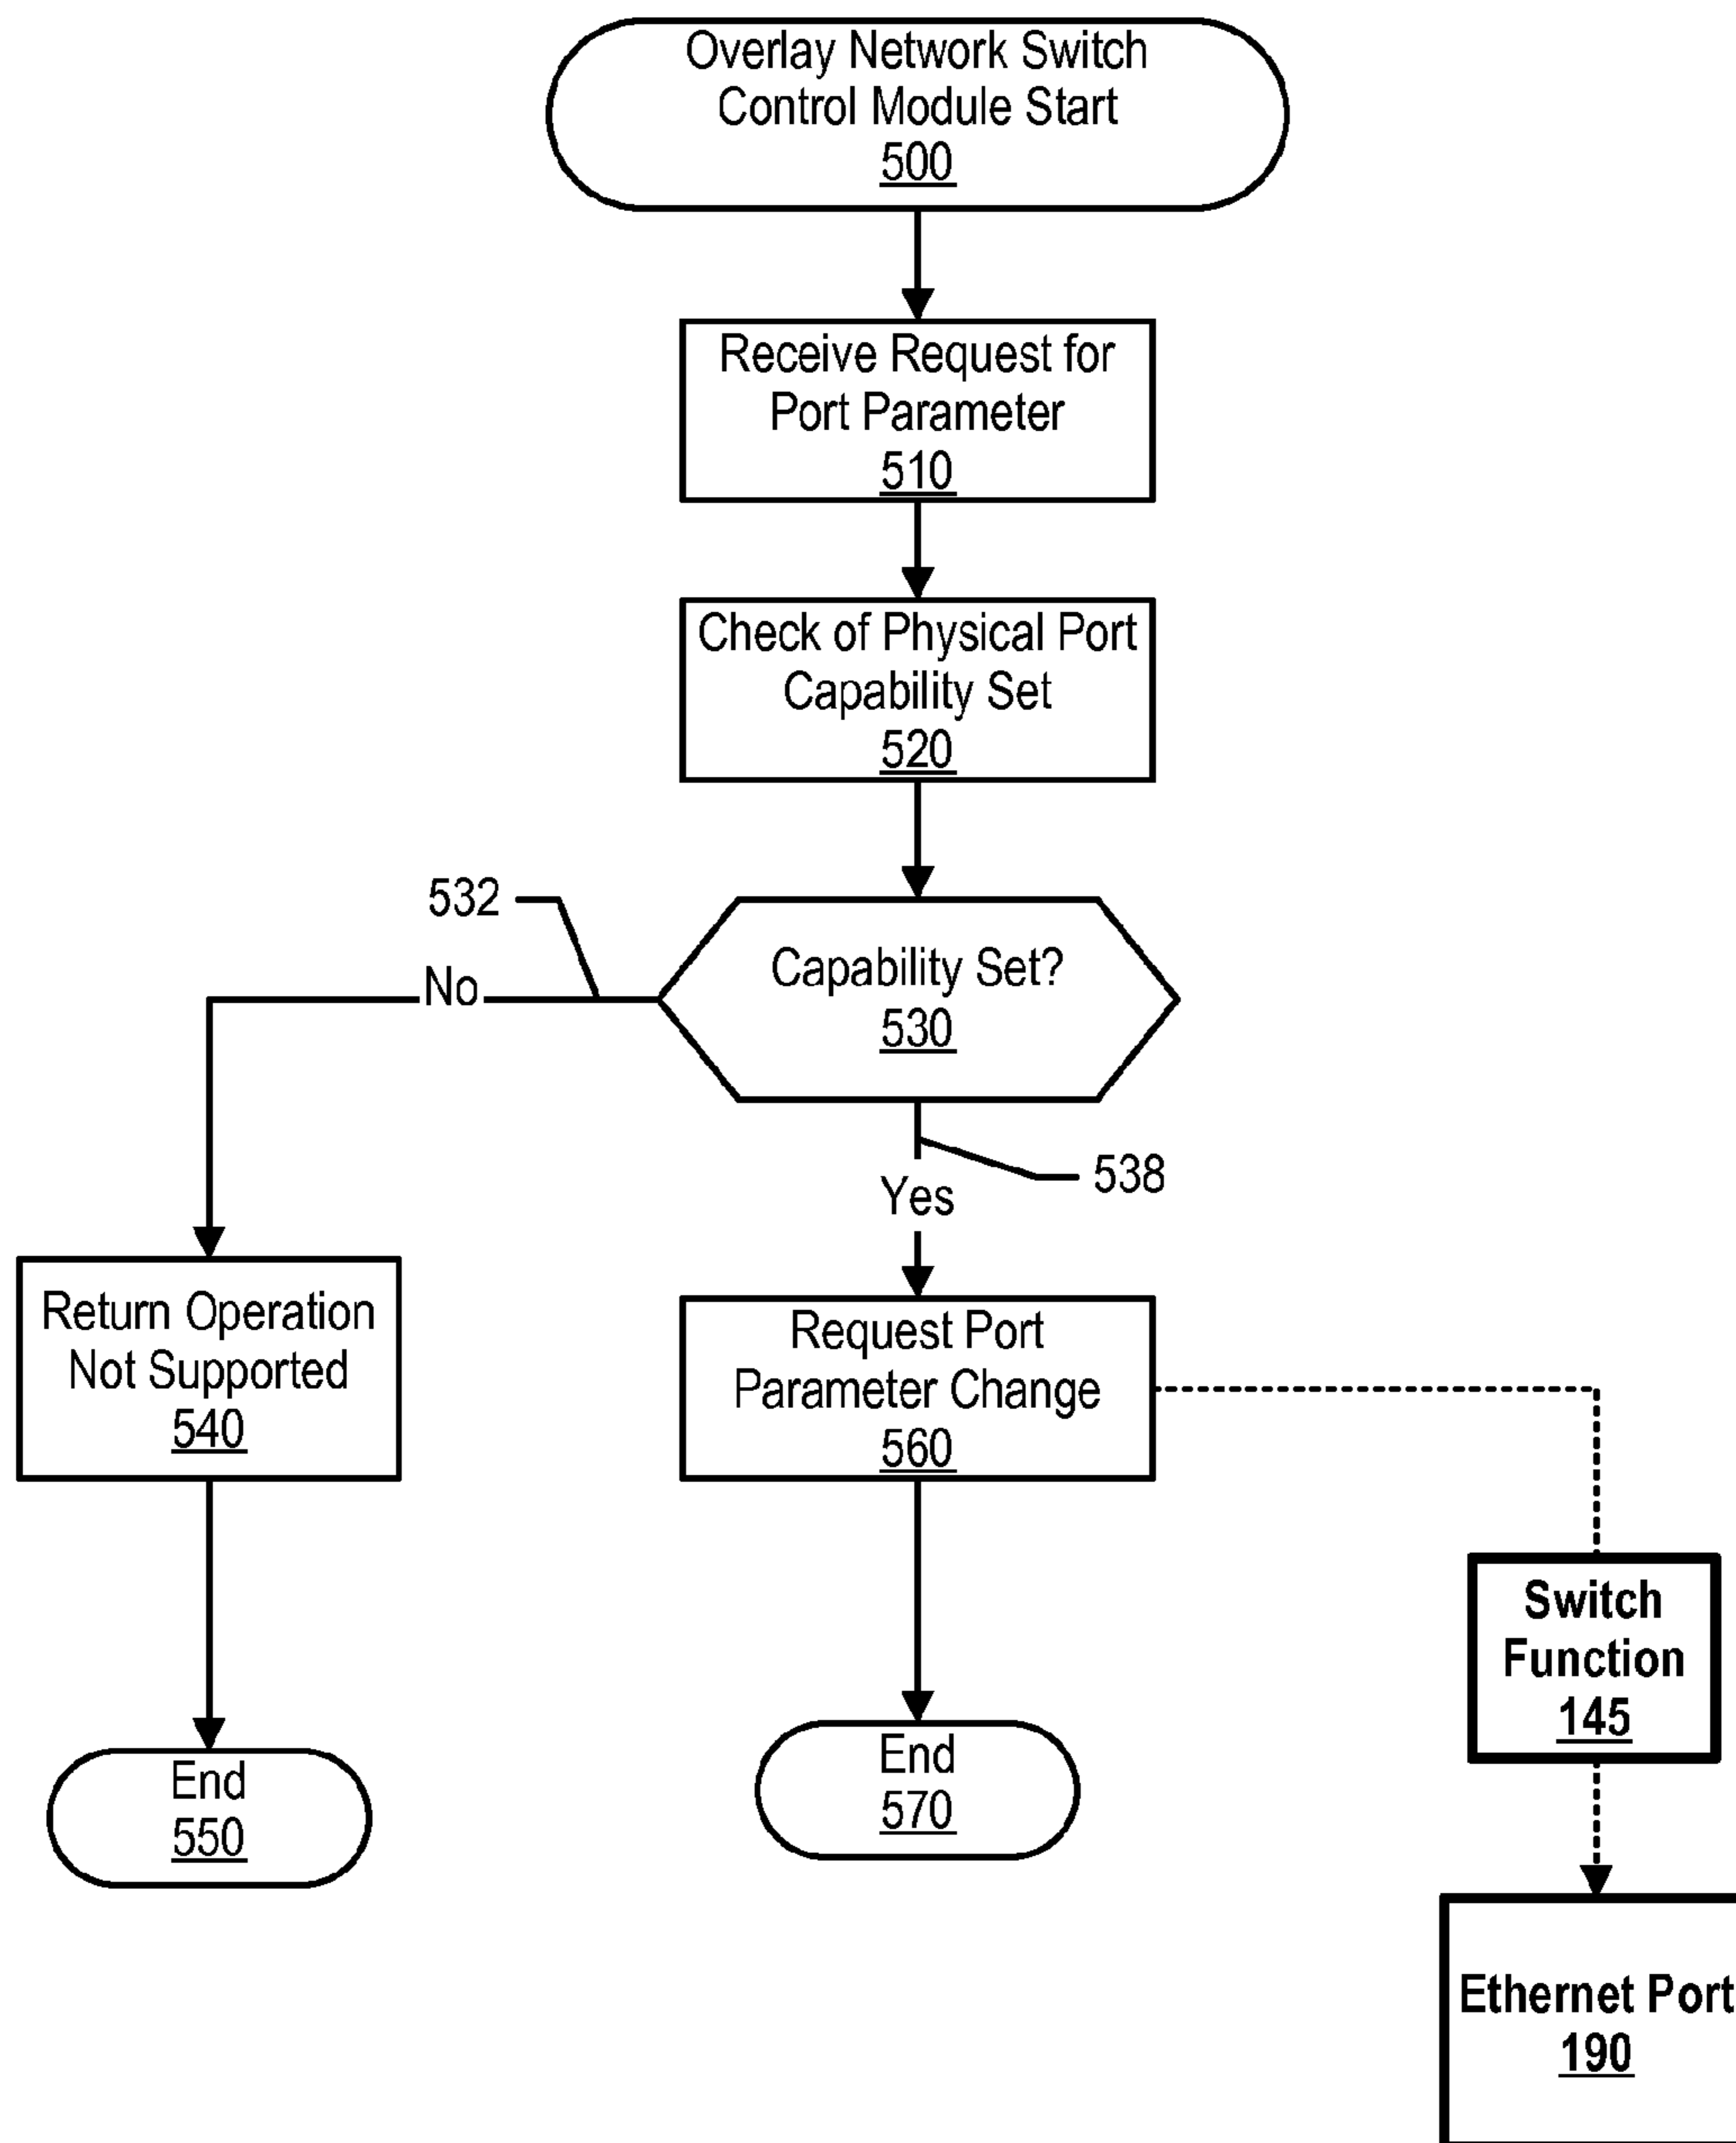 Overlay Network Switch
Control Module Start
500
Receive Request for
Port Parameter
510
Check of Physical Port
Capability Set
520
532
Capability Set?
530
No
538
Yes
Return Operation
Not Supported
540
Request Port
Parameter Change
560
Switch
Function
145
End
550
End
570
Ethernet Port
190